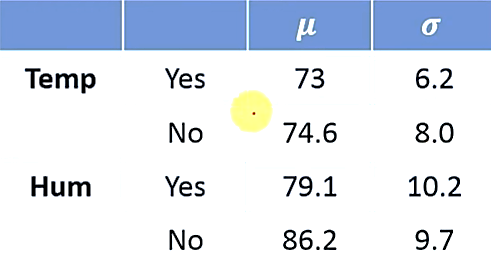 μ σ
Temp Yes 73 6.2
No 74.6 8.0
Hum Yes 79.1 10.2
No 86.2 9.7